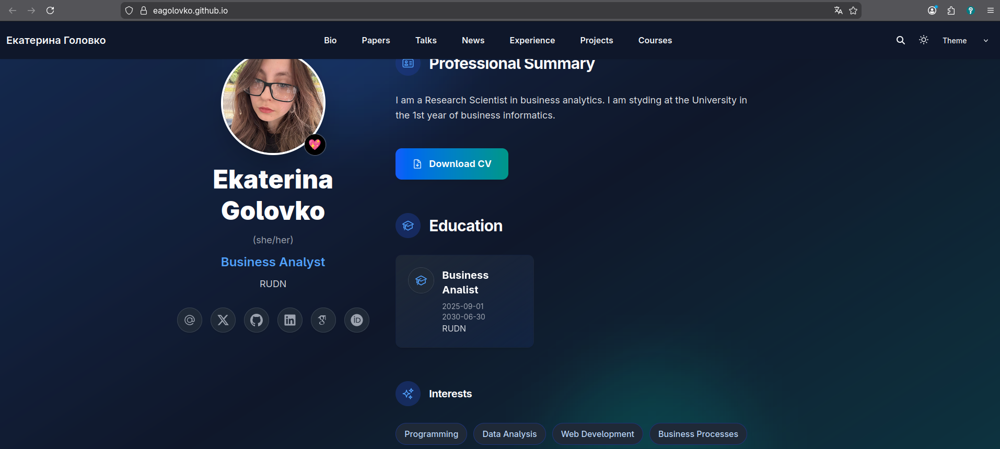 eagolovko.github.io
Екатерина Головко
Bio Papers Talks News Experience Projects Courses
Theme
Professional Summary
I am a Research Scientist in business analytics. I am styding at the University in
the 1st year of business informatics.
Download CV
Ekaterina
Golovko
(she/her)
Business Analyst
RUDN
Education
Business
Analist
2025-09-01
2030-06-30
RUDN
Interests
Programming Data Analysis Web Development Business Processes